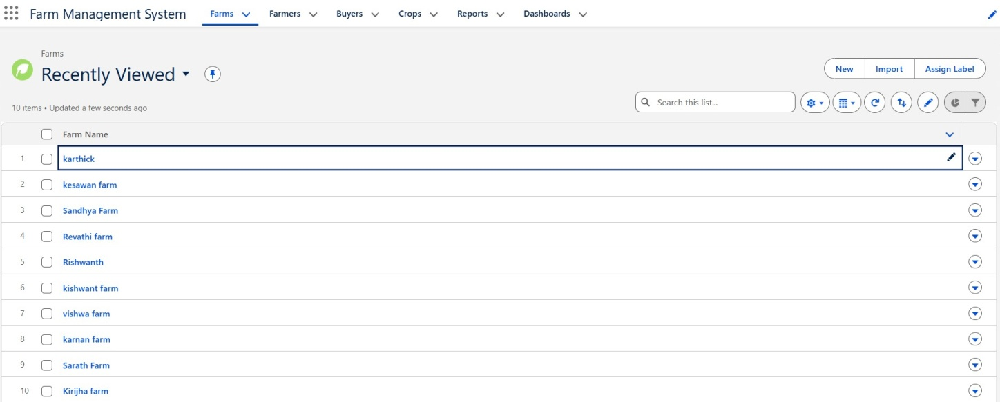 Farm Management System Farms Farmers Buyers Crops Reports Dashboards
Farms
Recently Viewed
New Import Assign Label
10 items • Updated a few seconds ago
Search this list...
Farm Name
1 karthick
2 kesawan farm
3 Sandhya Farm
4 Revathi farm
5 Rishwanth
6 kishwant farm
7 vishwa farm
8 karnan farm
9 Sarath Farm
10 Kirijha farm